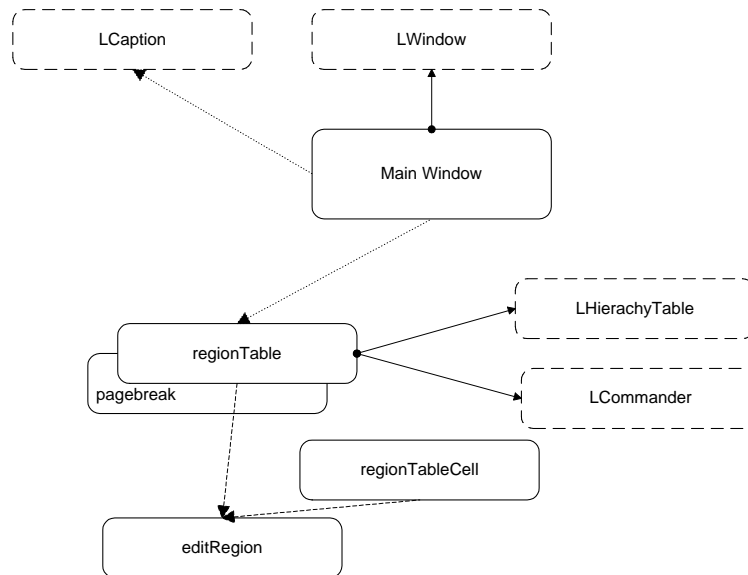 LCaption
LWindow
Main Window
LHierachyTable
regionTable
pagebreak
LCommander
regionTableCell
editRegion